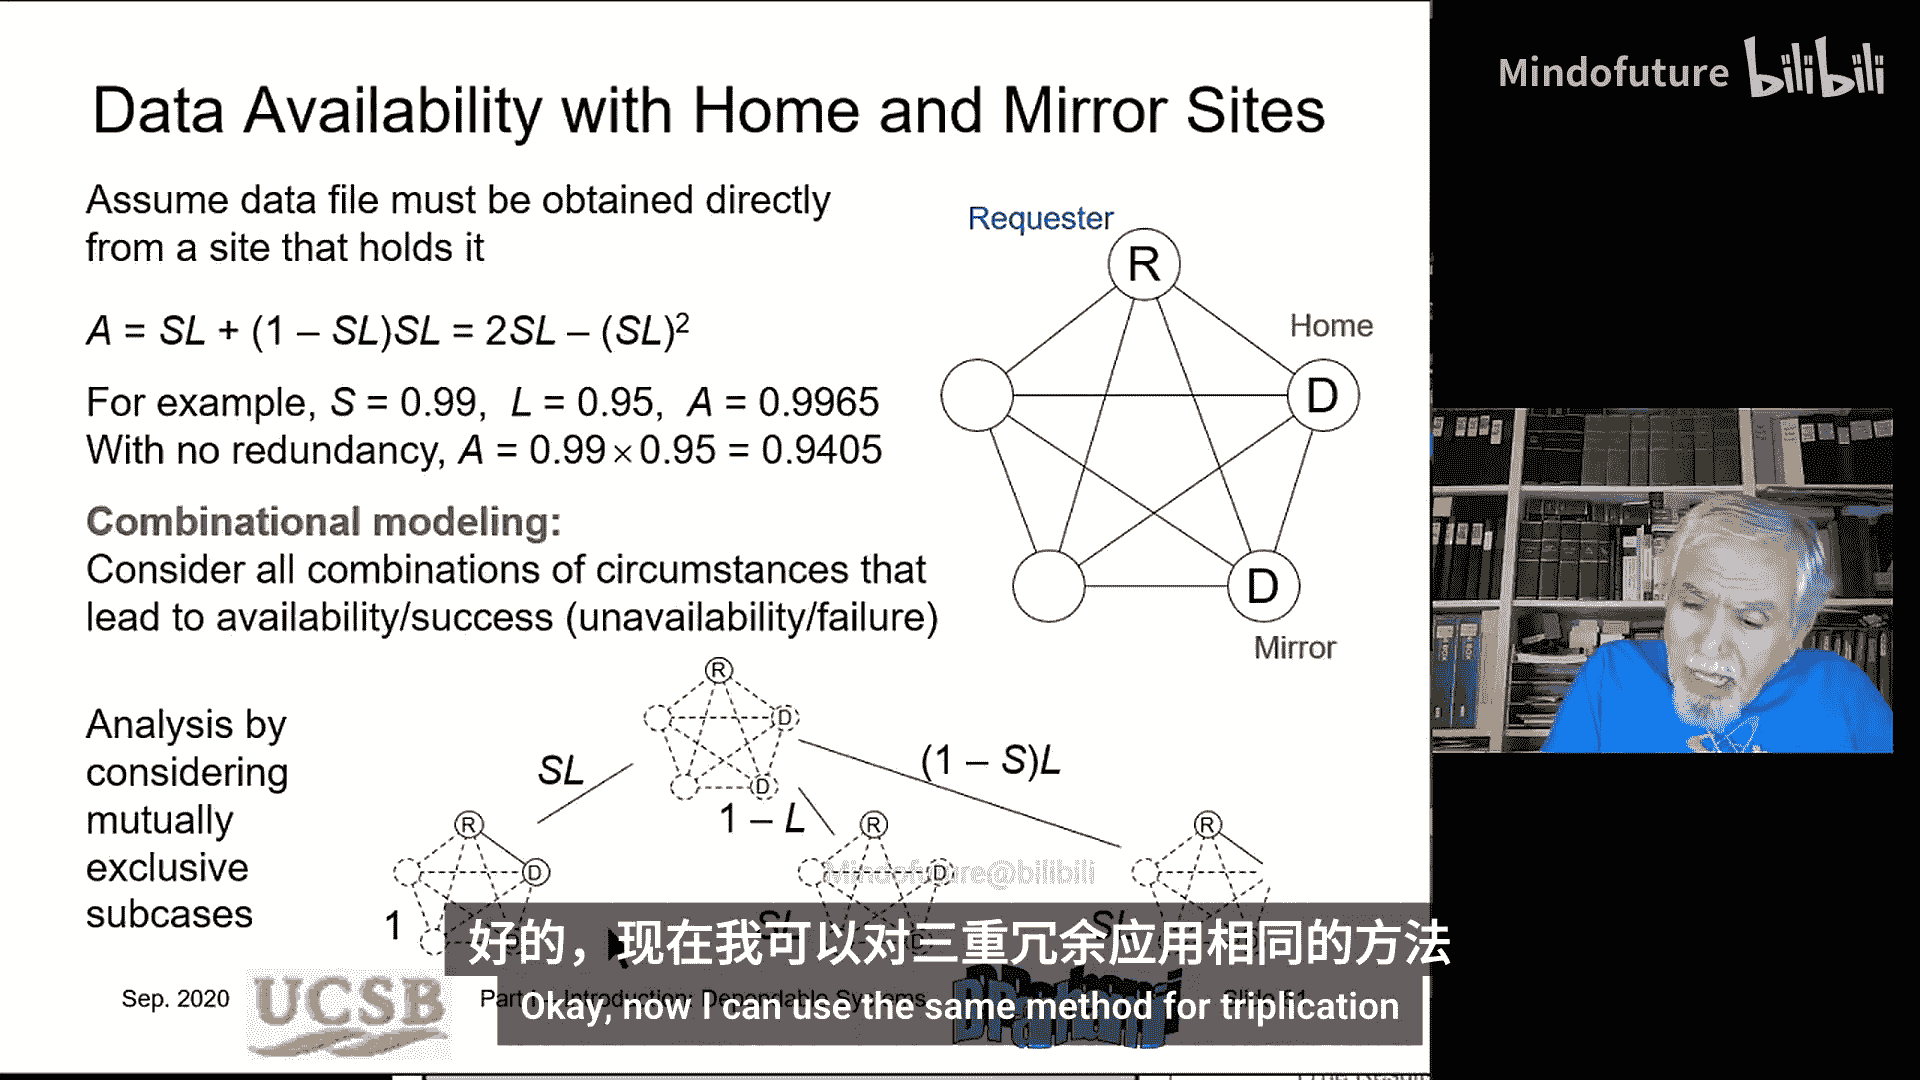 Data Availability with Home and Mirror Sites
Mindofuture bilibili
Assume data file must be obtained directly
from a site that holds it
A = SL + (1 – SL)SL = 2SL – (SL)²
For example, S = 0.99, L = 0.95, A = 0.9965
With no redundancy, A = 0.99×0.95 = 0.9405
Combinational modeling:
Consider all combinations of circumstances that
lead to availability/success (unavailability/failure)
Requester
R
Home
D
D
Mirror
Analysis by
considering
mutually
exclusive
subcases
R
D
D
SL
1 – L
(1 – S)L
R
D
1
R
D
SL
R
SL
Mindofuture@bilibili
好的，现在我可以对三重冗余应用相同的方法
Okay, now I can use the same method for triplication
Sep. 2020
UCSB
Introduction: Dependable Systems